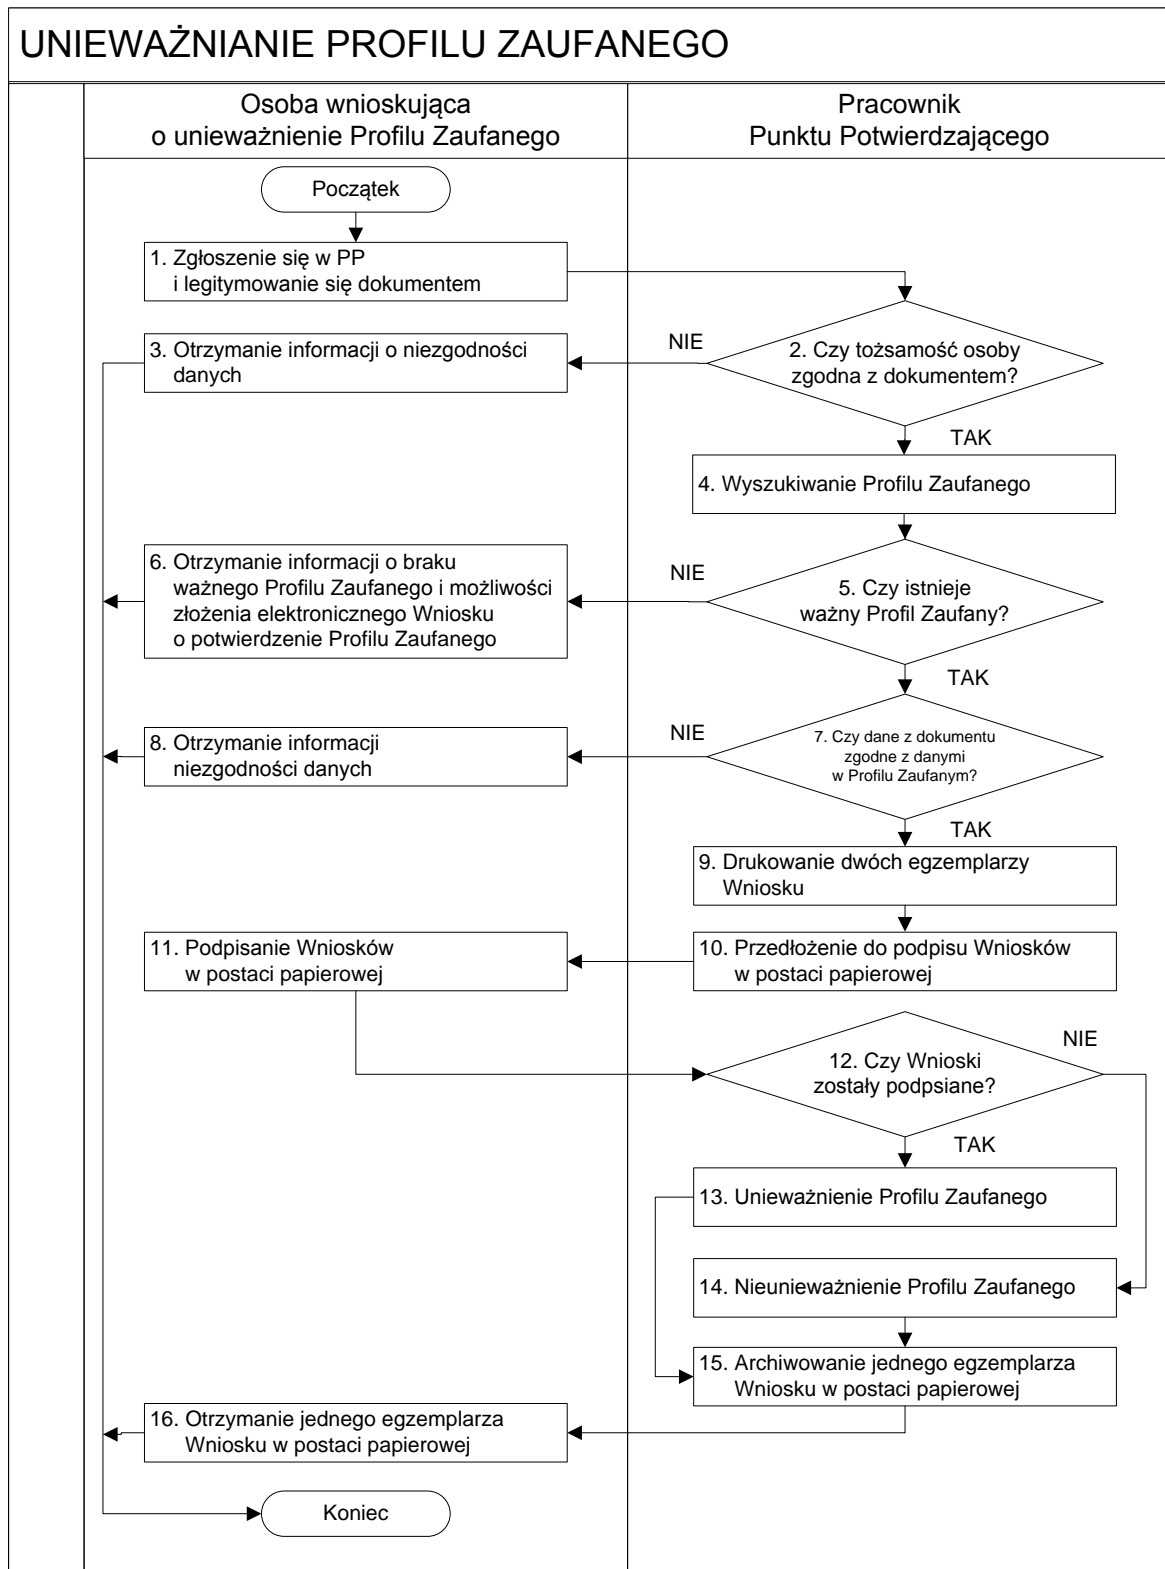 UNIEWAŻNIANIE PROFILU ZAUFANEGO
Osoba wnioskująca
o unieważnienie Profilu Zaufanego
Pracownik
Punktu Potwierdzającego
Początek
1. Zgłoszenie się w PP
i legitymowanie się dokumentem
2. Czy tożsamość osoby
zgodna z dokumentem?
NIE
3. Otrzymanie informacji o niezgodności
danych
TAK
4. Wyszukiwanie Profilu Zaufanego
5. Czy istnieje
ważny Profil Zaufany?
NIE
6. Otrzymanie informacji o braku
ważnego Profilu Zaufanego i możliwości
złożenia elektronicznego Wniosku
o potwierdzenie Profilu Zaufanego
TAK
7. Czy dane z dokumentu
zgodne z danymi
w Profilu Zaufanym?
NIE
8. Otrzymanie informacji
niezgodności danych
TAK
9. Drukowanie dwóch egzemplarzy
Wniosku
10. Przedłożenie do podpisu Wniosków
w postaci papierowej
11. Podpisanie Wniosków
w postaci papierowej
12. Czy Wnioski
zostały podpsiane?
NIE
TAK
13. Unieważnienie Profilu Zaufanego
14. Nieunieważnienie Profilu Zaufanego
15. Archiwowanie jednego egzemplarza
Wniosku w postaci papierowej
16. Otrzymanie jednego egzemplarza
Wniosku w postaci papierowej
Koniec